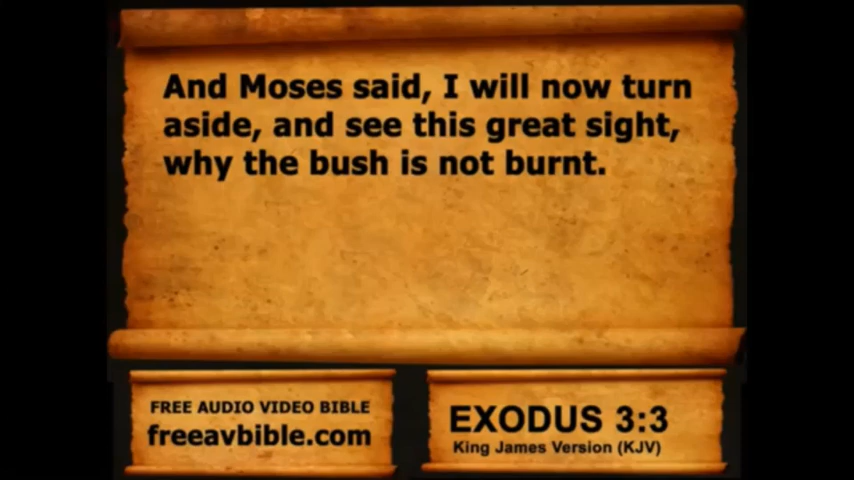 And Moses said, I will now turn
aside, and see this great sight,
why the bush is not burnt.
FREE AUDIO VIDEO BIBLE
freeavbible.com
EXODUS 3:3
King James Version (KJV)